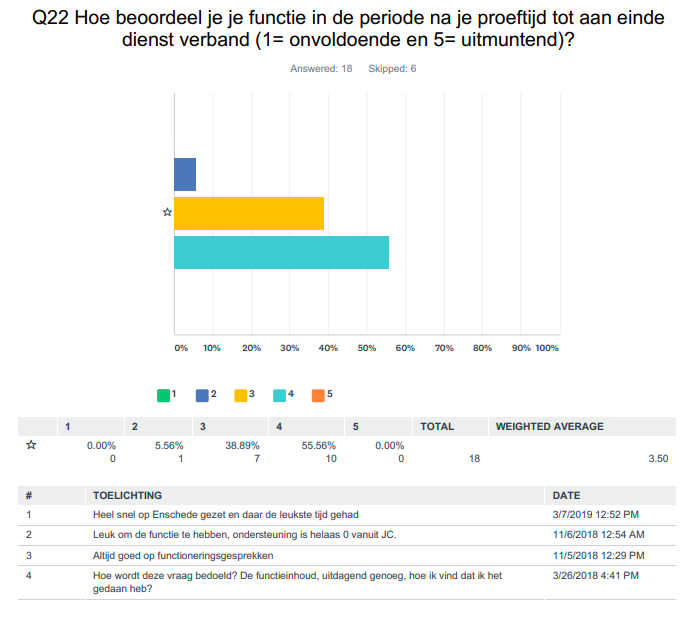 Q22 Hoe beoordeel je je functie in de periode na je proeftijd tot aan einde
dienst verband (1= onvoldoende en 5= uitmuntend)?
Answered: 18 Skipped: 6
0% 10% 20% 30% 40% 50% 60% 70% 80% 90% 100%
1 2 3 4 5
1 2 3 4 5 TOTAL WEIGHTED AVERAGE
0.00% 5.56% 38.89% 55.56% 0.00%
0 1 7 10 0 18 3.50
# TOELICHTING DATE
1 Heel snel op Enschede gezet en daar de leukste tijd gehad 3/7/2019 12:52 PM
2 Leuk om de functie te hebben, ondersteuning is helaas 0 vanuit JC. 11/6/2018 12:54 AM
3 Altijd goed op functioneringsgesprekken 11/5/2018 12:29 PM
4 Hoe wordt deze vraag bedoeld? De functieinhoud, uitdagend genoeg, hoe ik vind dat ik het 3/26/2018 4:41 PM
gedaan heb?